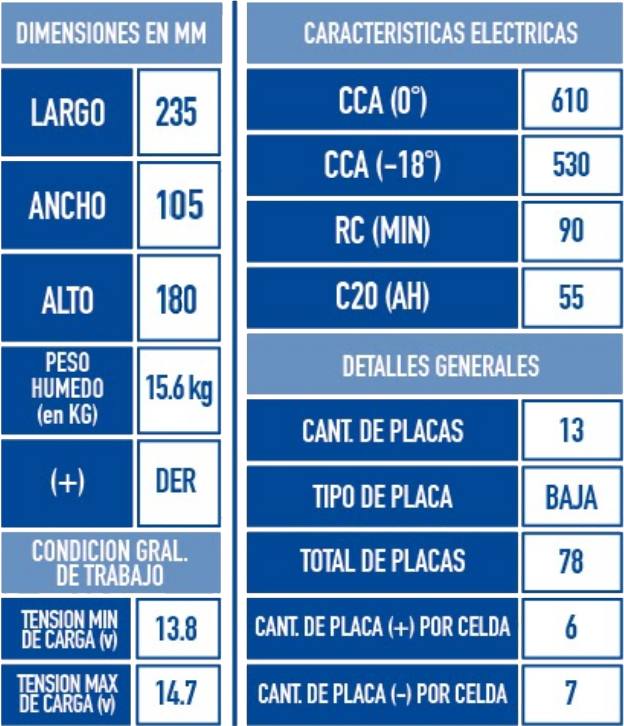 DIMENSIONES EN MM
LARGO 235
ANCHO 105
ALTO 180
PESO
HUMEDO
(en KG) 15.6 kg
(+) DER
CONDICION GRAL.
DE TRABAJO
TENSION MIN
DE CARGA (v) 13.8
TENSION MAX
DE CARGA (v) 14.7
CARACTERISTICAS ELECTRICAS
CCA (0°) 610
CCA (-18°) 530
RC (MIN) 90
C20 (AH) 55
DETALLES GENERALES
CANT. DE PLACAS 13
TIPO DE PLACA BAJA
TOTAL DE PLACAS 78
CANT. DE PLACA (+) POR CELDA 6
CANT. DE PLACA (-) POR CELDA 7